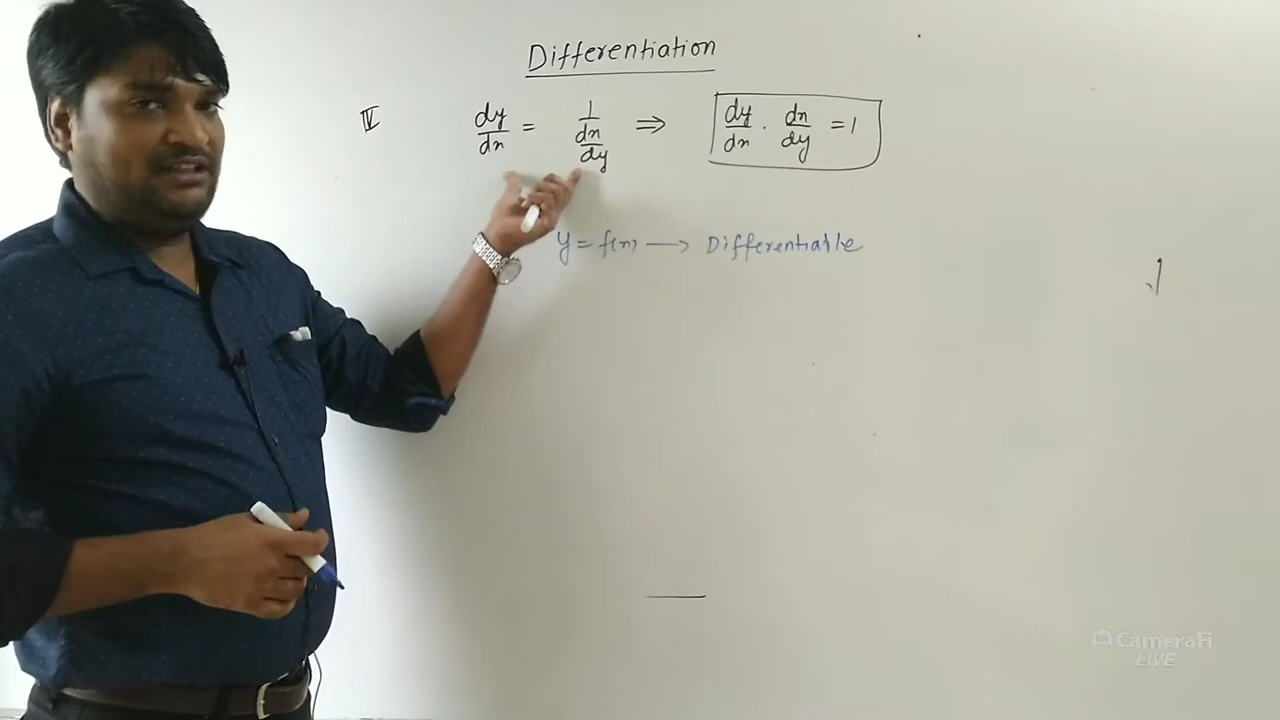 Differentiation
IV dy/dx = 1/(dx/dy) ⇒ dy/dx · dx/dy = 1
y = f(x) → Differentiable
CameraFi
LIVE